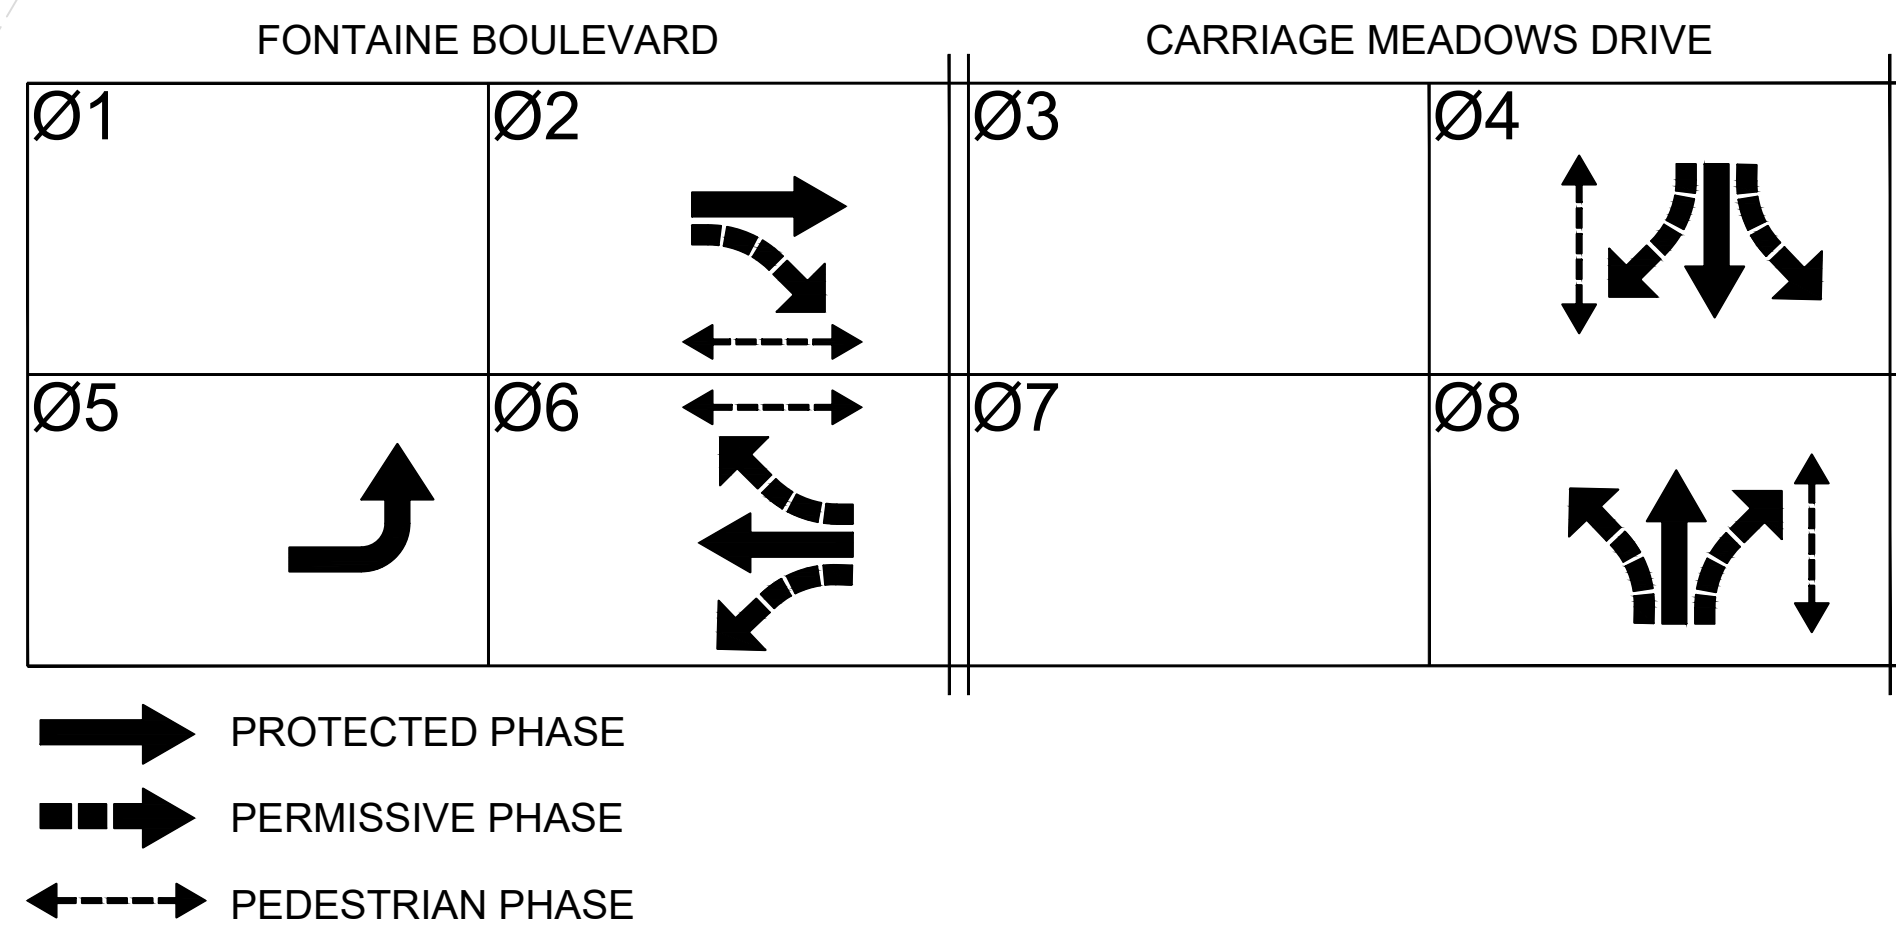 FONTAINE BOULEVARD
CARRIAGE MEADOWS DRIVE
Ø1
Ø2
Ø3
Ø4
Ø5
Ø6
Ø7
Ø8
PROTECTED PHASE
PERMISSIVE PHASE
PEDESTRIAN PHASE